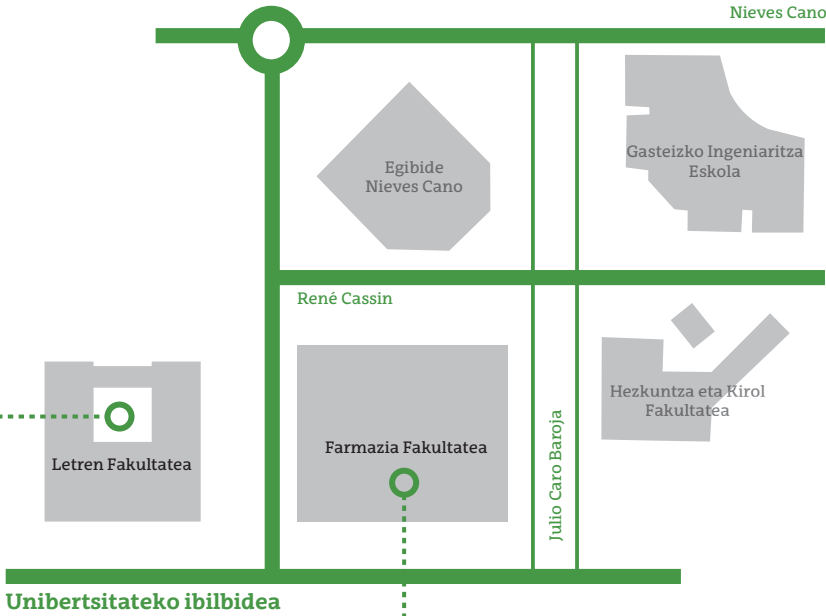 Nieves Cano
Egibide
Nieves Cano
Gasteizko Ingeniaritza
Eskola
René Cassin
Hezkuntza eta Kirol
Fakultatea
Letren Fakultatea
Farmazia Fakultatea
Julio Caro Baroja
Unibertsitateko ibilbidea